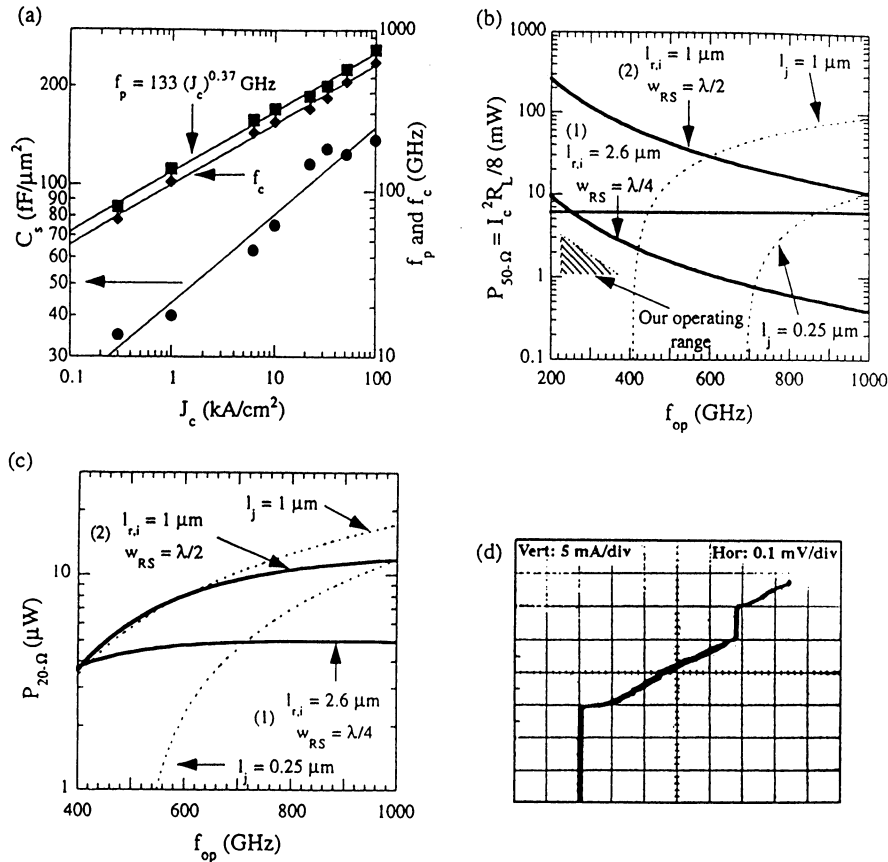 (a)
f_p = 133 (J_c)^0.37 GHz
f_c
200
100
90
80
70
60
50
40
30
C_s (fF/µm²)
1000
100
10
f_p and f_c (GHz)
0.1 1 10 100
J_c (kA/cm²)
(b)
1000
100
10
1
0.1
P_50-Ω = I_c²R_L/8 (mW)
l_r,i = 1 µm
(2)
w_RS = λ/2
l_j = 1 µm
(1)
l_r,i = 2.6 µm
w_RS = λ/4
Our operating
range
l_j = 0.25 µm
200 400 600 800 1000
f_op (GHz)
(c)
10
1
P_20-Ω (µW)
l_j = 1 µm
(2) l_r,i = 1 µm
w_RS = λ/2
l_r,i = 2.6 µm
(1)
w_RS = λ/4
l_j = 0.25 µm
400 600 800 1000
f_op (GHz)
(d)
Vert: 5 mA/div Hor: 0.1 mV/div